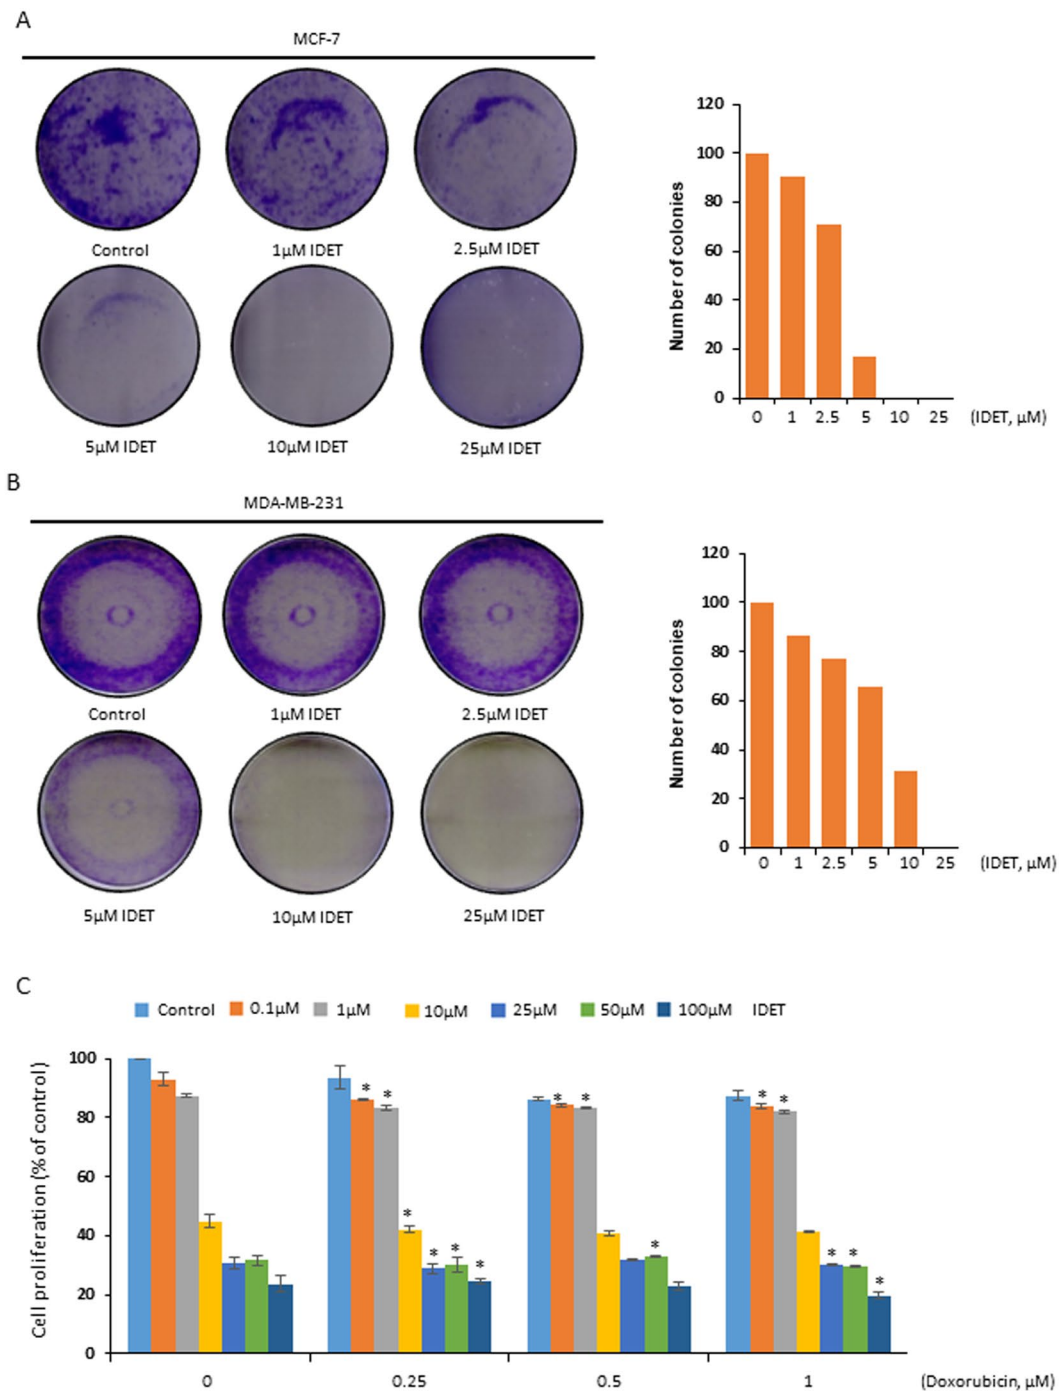 A
MCF-7
Control
1μM IDET
2.5μM IDET
5μM IDET
10μM IDET
25μM IDET
Number of colonies
120
100
80
60
40
20
0
0 1 2.5 5 10 25 (IDET, μM)
B
MDA-MB-231
Control
1μM IDET
2.5μM IDET
5μM IDET
10μM IDET
25μM IDET
Number of colonies
120
100
80
60
40
20
0
0 1 2.5 5 10 25 (IDET, μM)
C
Control 0.1μM 1μM 10μM 25μM 50μM 100μM IDET
Cell proliferation (% of control)
100
80
60
40
20
0
* * * * * * *
* * *
* * * * *
0 0.25 0.5 1 (Doxorubicin, μM)